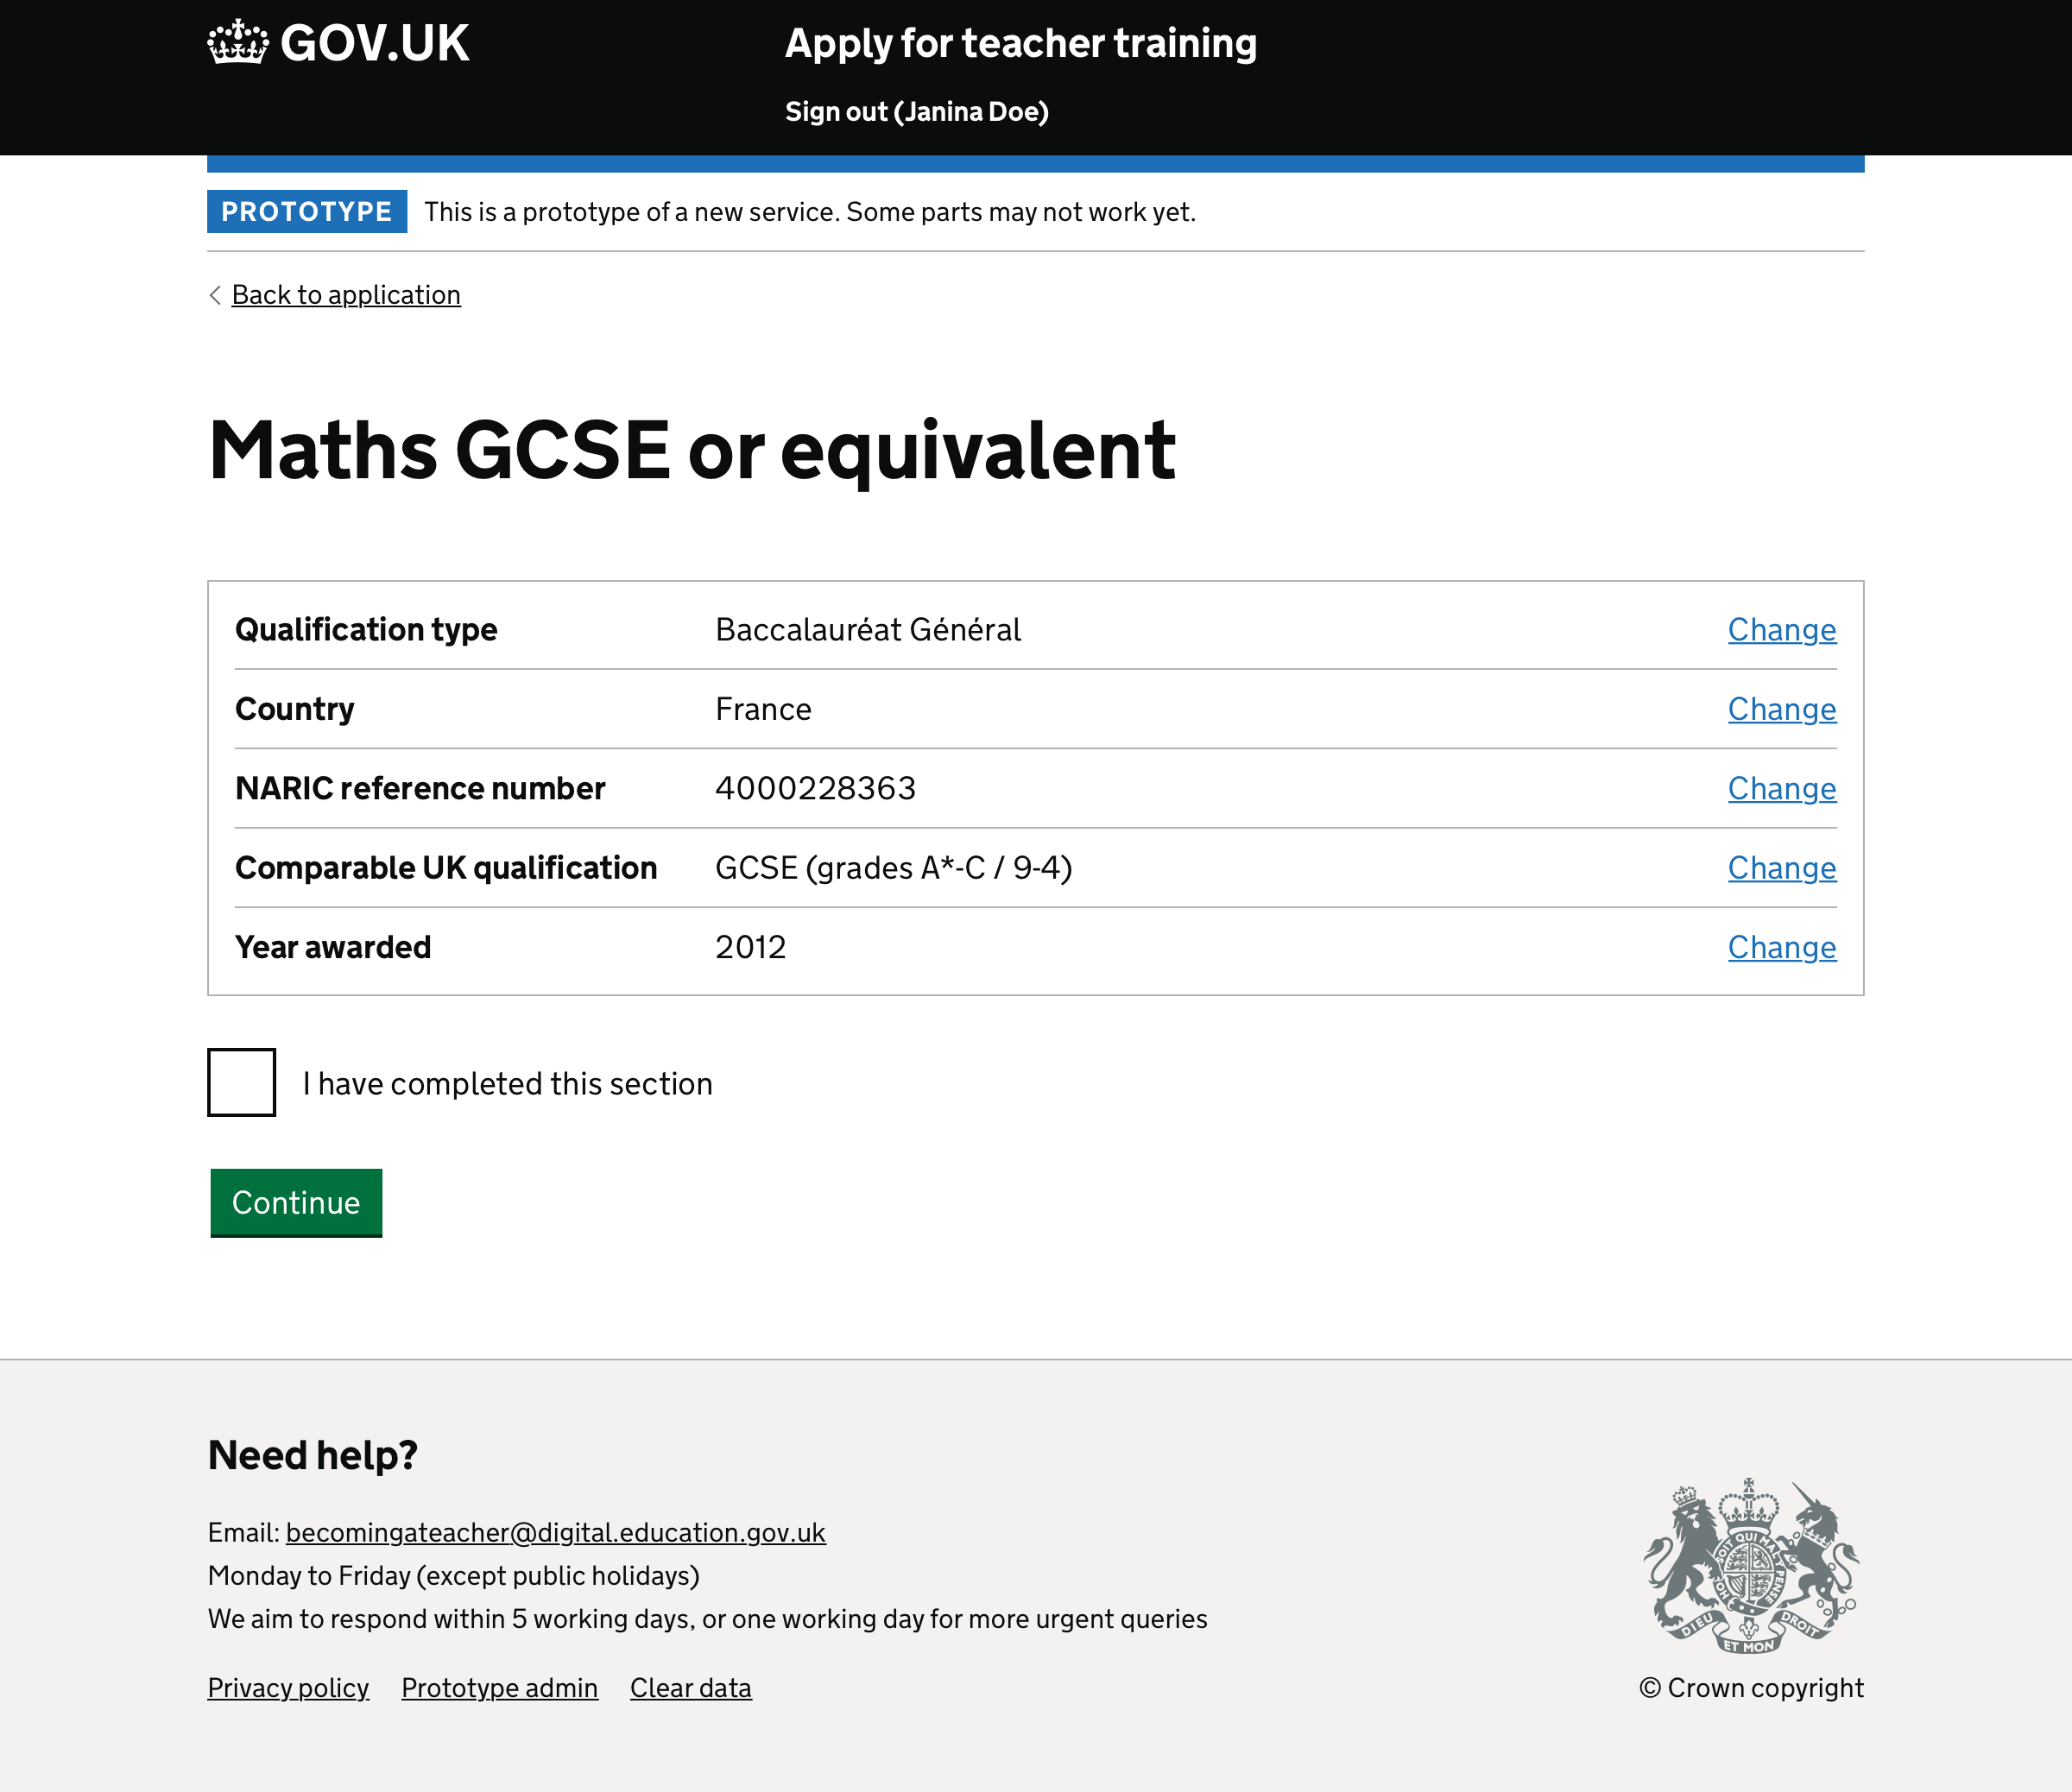 GOV.UK
Apply for teacher training
Sign out (Janina Doe)
PROTOTYPE This is a prototype of a new service. Some parts may not work yet.
Back to application
Maths GCSE or equivalent
Qualification type Baccalauréat Général Change
Country France Change
NARIC reference number 4000228363 Change
Comparable UK qualification GCSE (grades A*-C / 9-4) Change
Year awarded 2012 Change
I have completed this section
Continue
Need help?
Email: becomingateacher@digital.education.gov.uk
Monday to Friday (except public holidays)
We aim to respond within 5 working days, or one working day for more urgent queries
Privacy policy Prototype admin Clear data
SOIT QUI MAL Y PENSE
DIEU ET MON DROIT
© Crown copyright